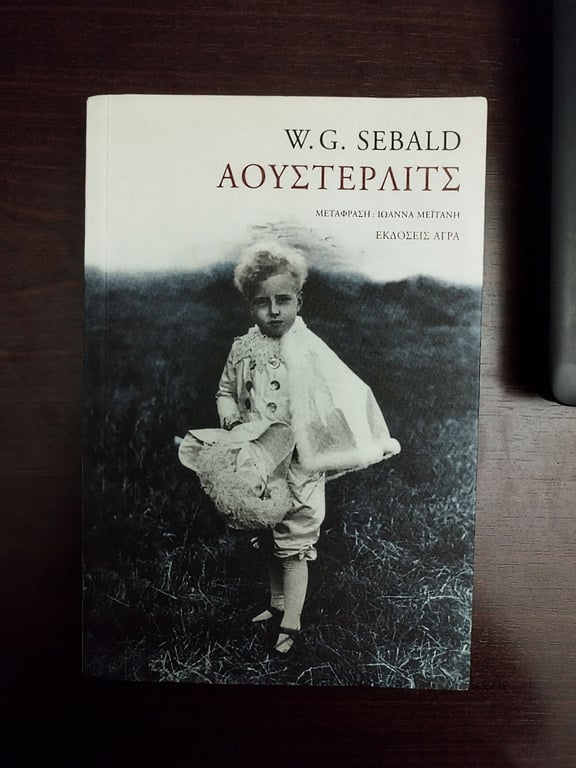 W. G. SEBALD
ΑΟΥΣΤΕΡΛΙΤΣ
ΜΕΤΑΦΡΑΣΗ : ΙΩΑΝΝΑ ΜΕΪΤΑΝΗ
ΕΚΔΟΣΕΙΣ ΑΓΡΑ